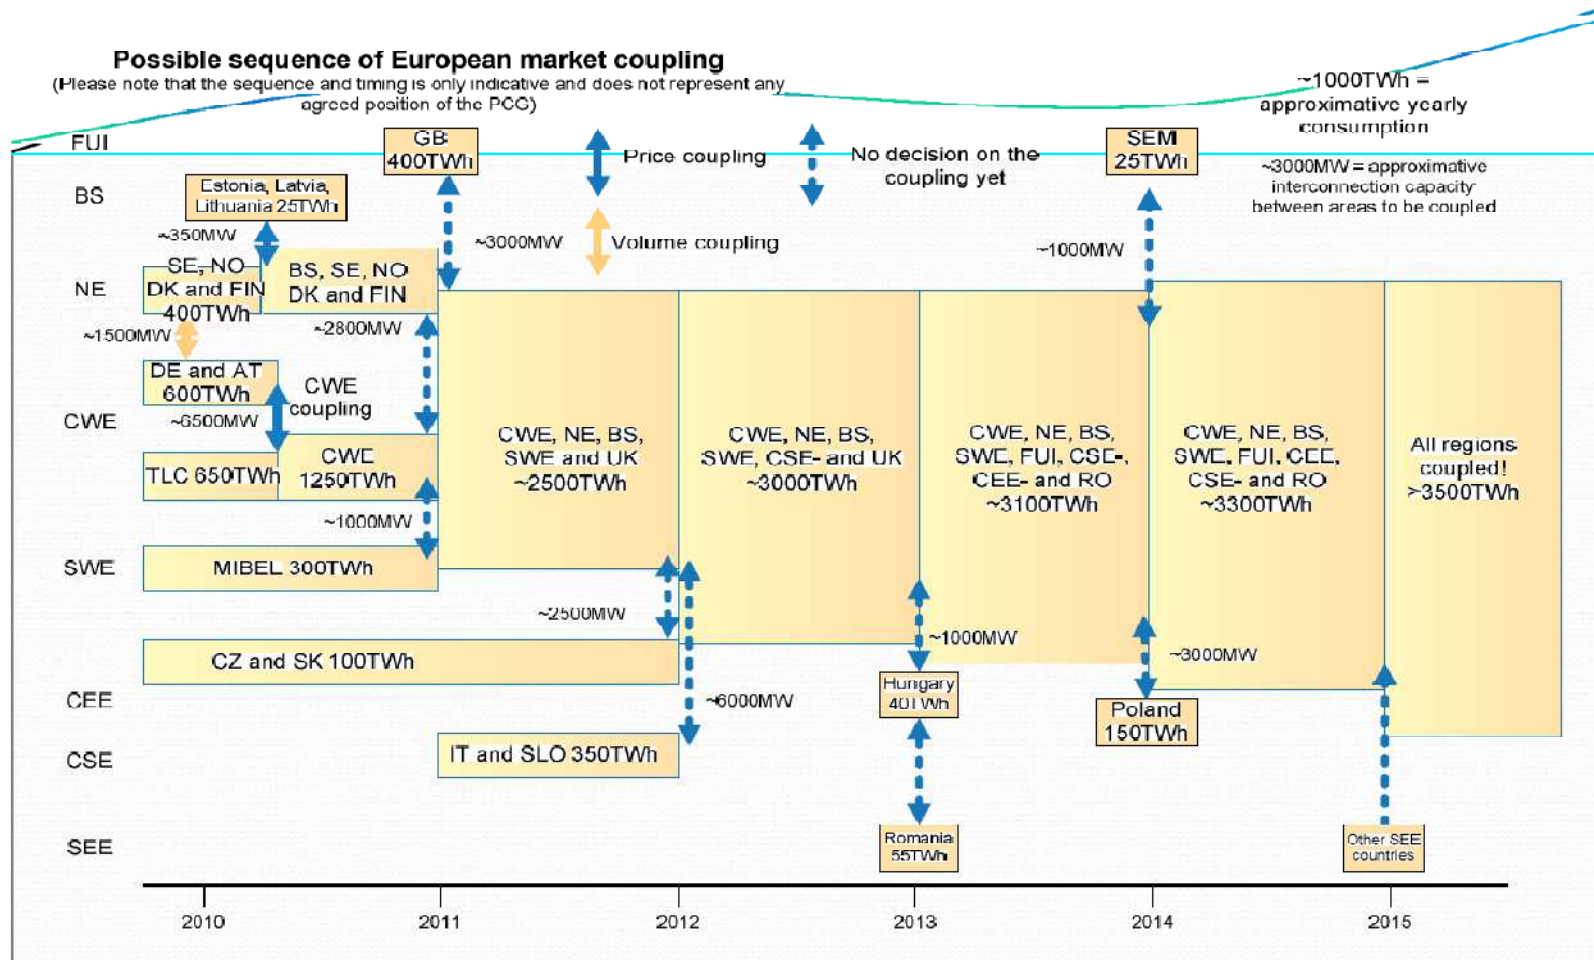 Possible sequence of European market coupling
(Please note that the sequence and timing is only indicative and does not represent any
agreed position of the PCG)
~1000TWh =
approximative yearly
consumption
~3000MW = approximative
interconnection capacity
between areas to be coupled
FUI
GB
400TWh
Price coupling
No decision on the
coupling yet
SEM
25TWh
BS
Estonia, Latvia,
Lithuania 25TWh
~350MW
~3000MW
Volume coupling
~1000MW
NE
SE, NO
DK and FIN
400TWh
BS, SE, NO
DK and FIN
~1500MW
~2800MW
DE and AT
600TWh
CWE
coupling
CWE
~6500MW
TLC 650TWh
CWE
1250TWh
CWE, NE, BS,
SWE and UK
~2500TWh
CWE, NE, BS,
SWE, CSE- and UK
~3000TWh
CWE, NE, BS,
SWE, FUI, CSE-,
CEE- and RO
~3100TWh
CWE, NE, BS,
SWE, FUI, CEE,
CSE- and RO
~3300TWh
All regions
coupled!
>3500TWh
~1000MW
SWE
MIBEL 300TWh
~2500MW
~1000MW
~3000MW
CZ and SK 100TWh
CEE
~6000MW
Hungary
40TWh
Poland
150TWh
CSE
IT and SLO 350TWh
SEE
Romania
55TWh
Other SEE
countries
2010
2011
2012
2013
2014
2015